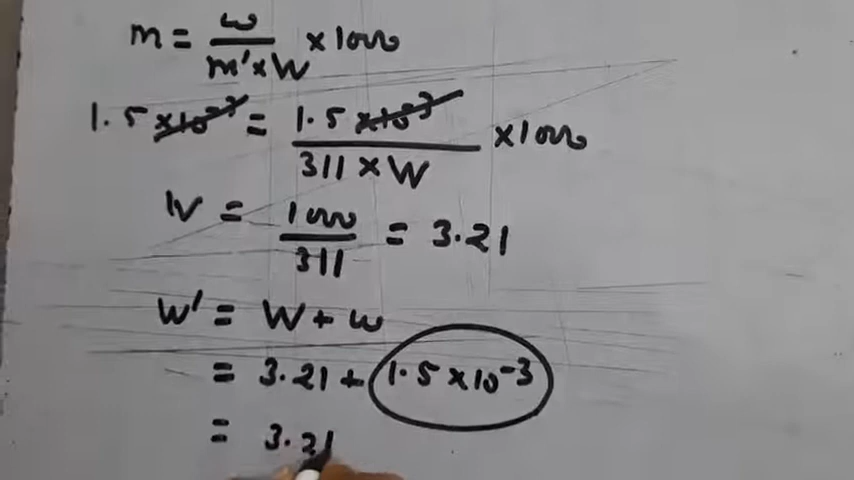 m = w / m' × W × 1000
1.5 ×10⁻³ = 1.5 ×10⁻³ / 311 × W × 1000
W = 1000 / 311 = 3.21
W' = W + w
= 3.21 + 1.5 × 10⁻³
= 3.21